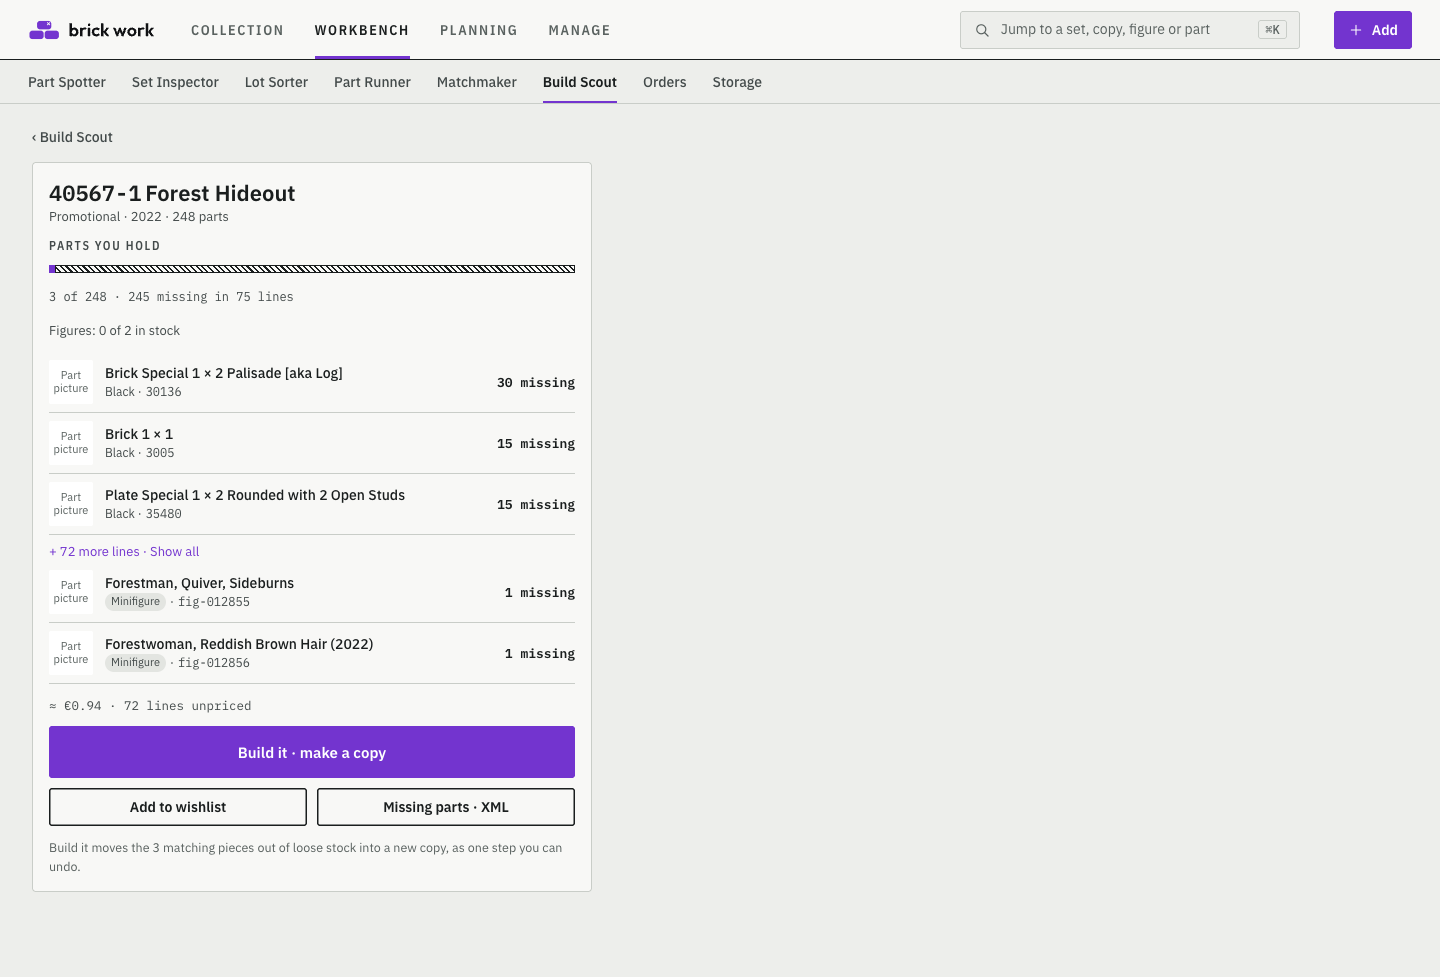 brick work
COLLECTION
WORKBENCH
PLANNING
MANAGE
Jump to a set, copy, figure or part
⌘K
+ Add
Part Spotter
Set Inspector
Lot Sorter
Part Runner
Matchmaker
Build Scout
Orders
Storage
‹ Build Scout
40567-1 Forest Hideout
Promotional · 2022 · 248 parts
PARTS YOU HOLD
3 of 248 · 245 missing in 75 lines
Figures: 0 of 2 in stock
Part
picture
Brick Special 1 × 2 Palisade [aka Log]
Black · 30136
30 missing
Part
picture
Brick 1 × 1
Black · 3005
15 missing
Part
picture
Plate Special 1 × 2 Rounded with 2 Open Studs
Black · 35480
15 missing
+ 72 more lines · Show all
Part
picture
Forestman, Quiver, Sideburns
Minifigure · fig-012855
1 missing
Part
picture
Forestwoman, Reddish Brown Hair (2022)
Minifigure · fig-012856
1 missing
≈ €0.94 · 72 lines unpriced
Build it · make a copy
Add to wishlist
Missing parts · XML
Build it moves the 3 matching pieces out of loose stock into a new copy, as one step you can
undo.